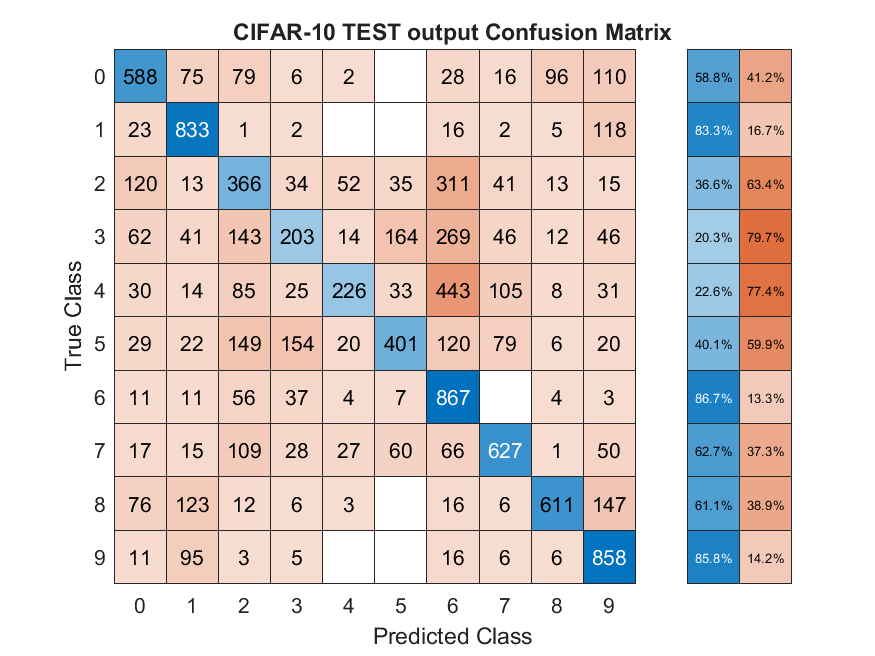 CIFAR-10 TEST output Confusion Matrix
0 588 75 79 6 2 28 16 96 110 58.8% 41.2%
1 23 833 1 2 16 2 5 118 83.3% 16.7%
2 120 13 366 34 52 35 311 41 13 15 36.6% 63.4%
3 62 41 143 203 14 164 269 46 12 46 20.3% 79.7%
4 30 14 85 25 226 33 443 105 8 31 22.6% 77.4%
5 29 22 149 154 20 401 120 79 6 20 40.1% 59.9%
6 11 11 56 37 4 7 867 4 3 86.7% 13.3%
7 17 15 109 28 27 60 66 627 1 50 62.7% 37.3%
8 76 123 12 6 3 16 6 611 147 61.1% 38.9%
9 11 95 3 5 16 6 6 858 85.8% 14.2%
0 1 2 3 4 5 6 7 8 9
Predicted Class
True Class